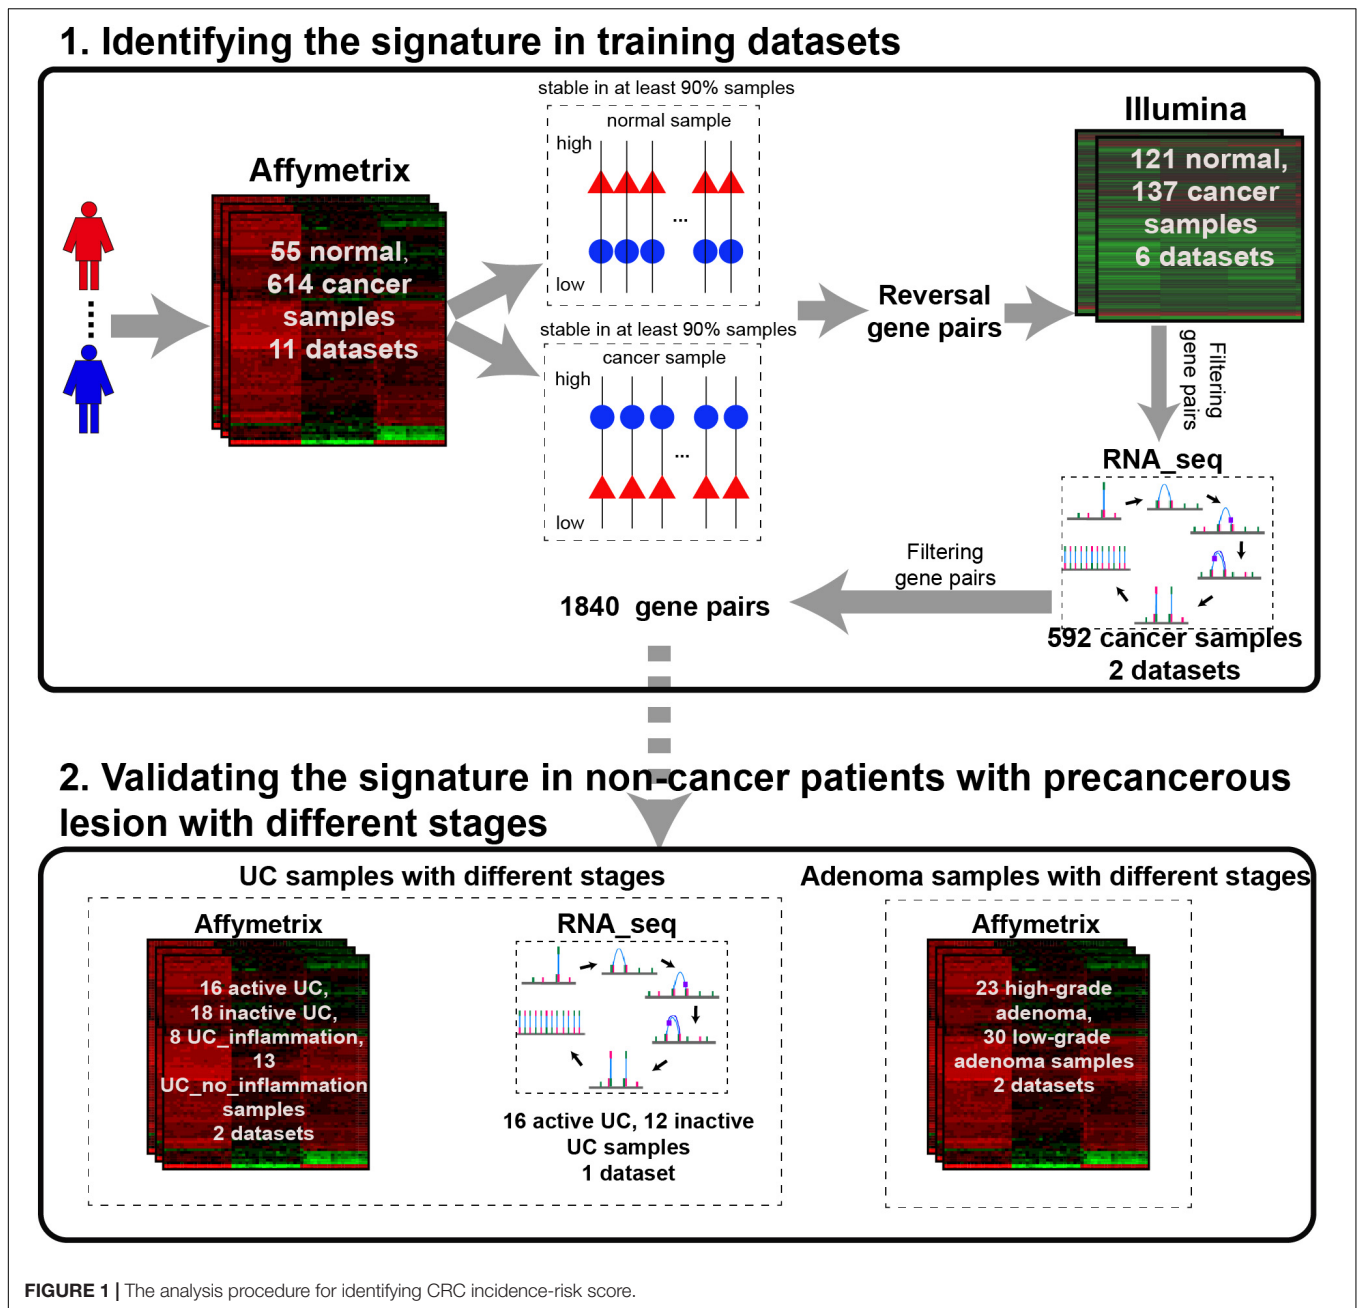 1. Identifying the signature in training datasets
Affymetrix
55 normal,
614 cancer
samples
11 datasets
stable in at least 90% samples
normal sample
high
...
low
stable in at least 90% samples
cancer sample
high
...
low
Reversal
gene pairs
Illumina
121 normal,
137 cancer
samples
6 datasets
Filtering
gene pairs
RNA_seq
592 cancer samples
2 datasets
Filtering
gene pairs
1840 gene pairs
2. Validating the signature in non-cancer patients with precancerous
lesion with different stages
UC samples with different stages
Affymetrix
16 active UC,
18 inactive UC,
8 UC_inflammation,
13
UC_no_inflammation
samples
2 datasets
RNA_seq
16 active UC, 12 inactive
UC samples
1 dataset
Adenoma samples with different stages
Affymetrix
23 high-grade
adenoma,
30 low-grade
adenoma samples
2 datasets
FIGURE 1 | The analysis procedure for identifying CRC incidence-risk score.